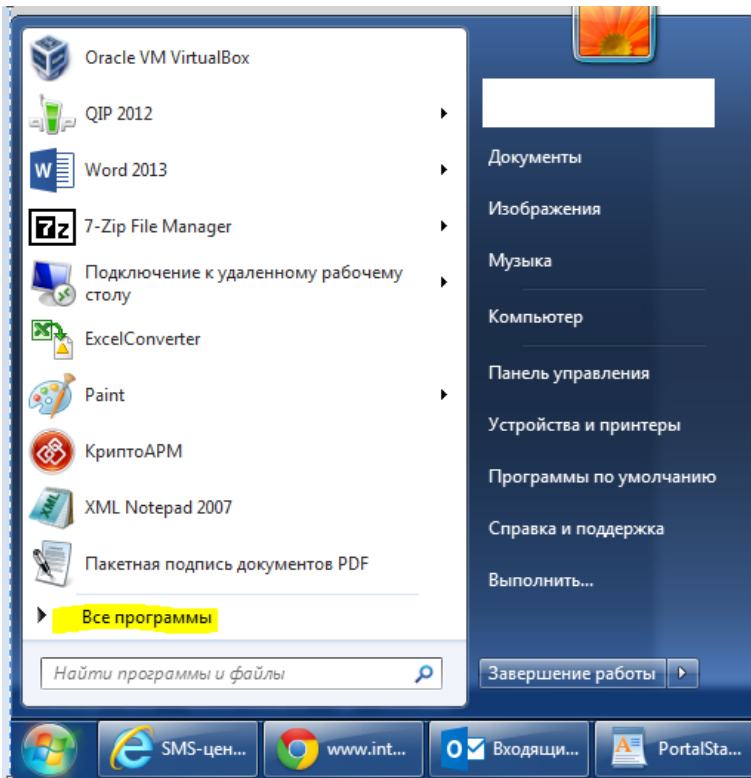 Oracle VM VirtualBox
QIP 2012
Word 2013
7-Zip File Manager
Подключение к удаленному рабочему
столу
ExcelConverter
Paint
КриптоАРМ
XML Notepad 2007
Пакетная подпись документов PDF
Все программы
Найти программы и файлы
Документы
Изображения
Музыка
Компьютер
Панель управления
Устройства и принтеры
Программы по умолчанию
Справка и поддержка
Выполнить...
Завершение работы
SMS-цен...
www.int...
Входящи...
PortalSta...